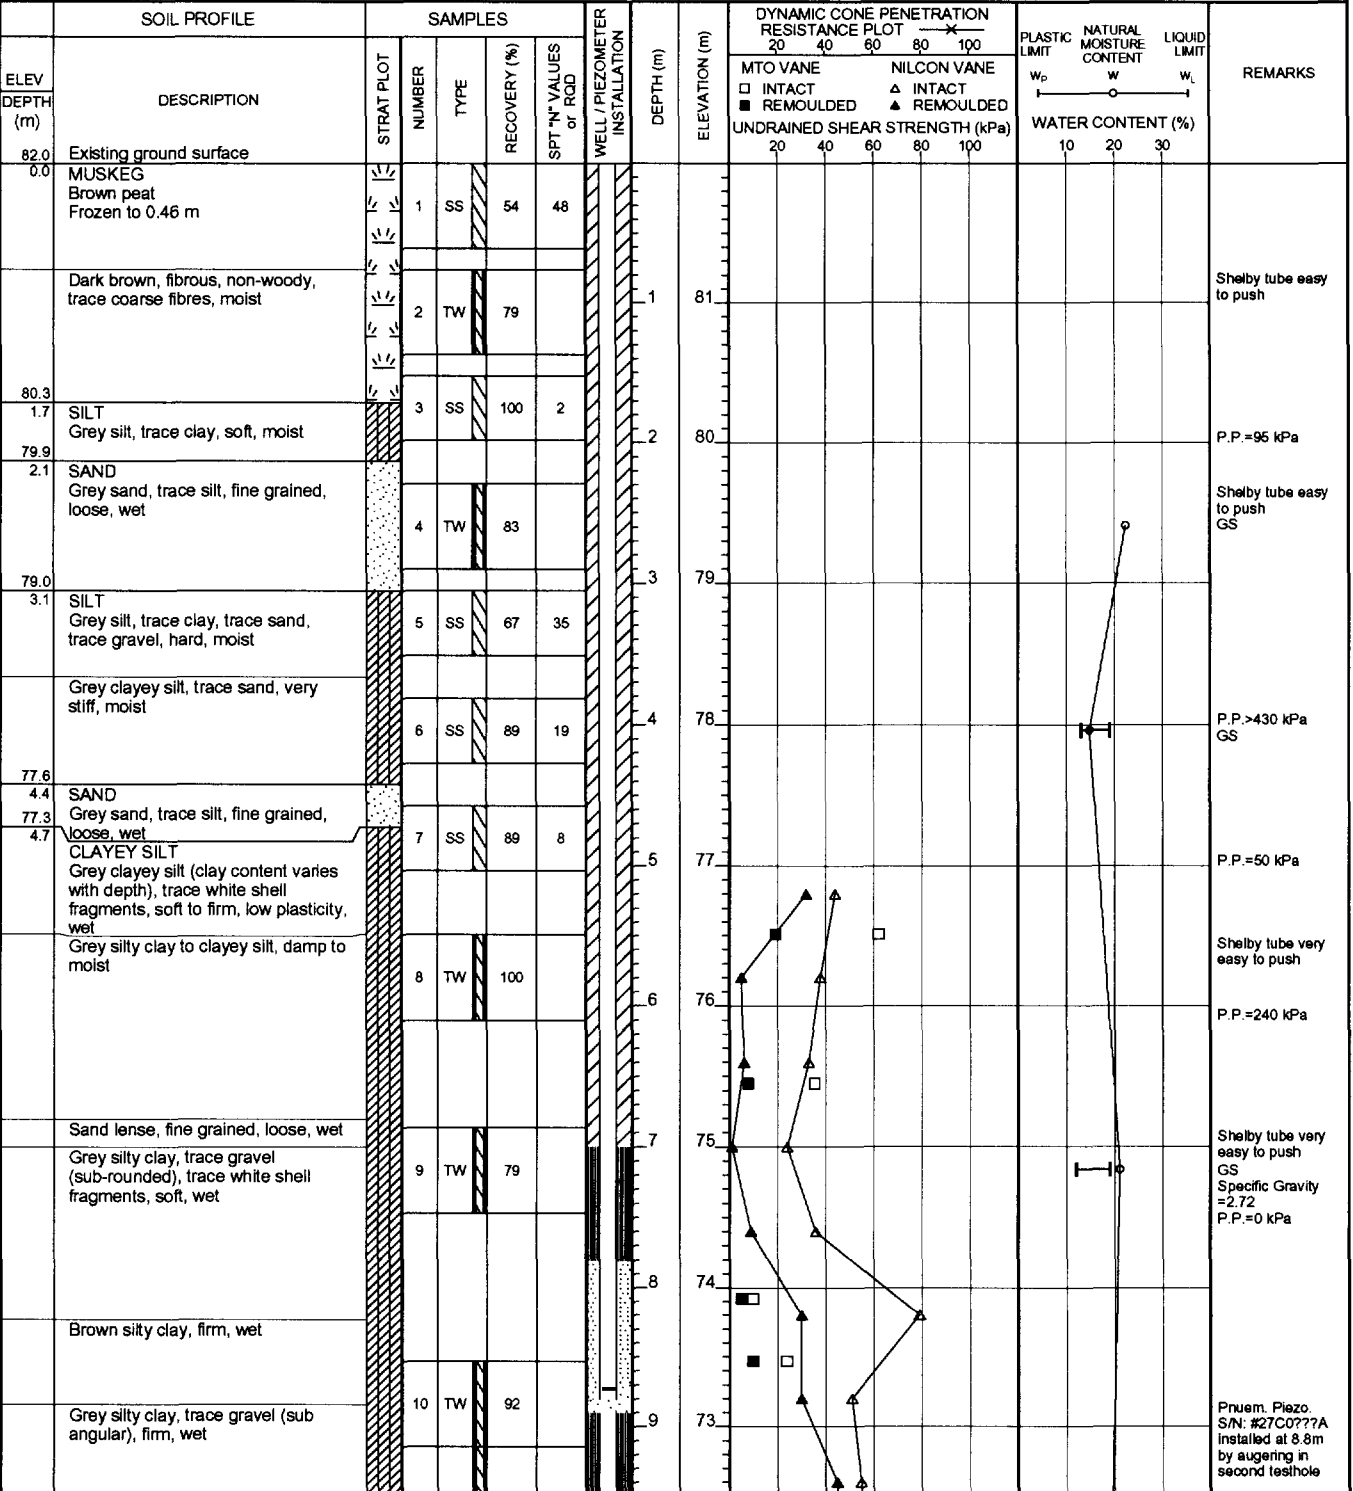 SOIL PROFILE
SAMPLES
ELEV
DEPTH
(m)
DESCRIPTION
STRAT PLOT
NUMBER
TYPE
RECOVERY (%)
SPT "N" VALUES
or RQD
WELL / PIEZOMETER
INSTALLATION
DEPTH (m)
ELEVATION (m)
DYNAMIC CONE PENETRATION
RESISTANCE PLOT
20 40 60 80 100
MTO VANE NILCON VANE
INTACT INTACT
REMOULDED REMOULDED
UNDRAINED SHEAR STRENGTH (kPa)
20 40 60 80 100
PLASTIC
LIMIT
NATURAL
MOISTURE
CONTENT
LIQUID
LIMIT
WP W WL
WATER CONTENT (%)
10 20 30
REMARKS
82.0 Existing ground surface
0.0 MUSKEG
Brown peat
Frozen to 0.46 m
1 SS 54 48
Dark brown, fibrous, non-woody,
trace coarse fibres, moist
2 TW 79
1 81
Shelby tube easy
to push
80.3
1.7 SILT
Grey silt, trace clay, soft, moist
3 SS 100 2
2 80
P.P.=95 kPa
79.9
2.1 SAND
Grey sand, trace silt, fine grained,
loose, wet
4 TW 83
Shelby tube easy
to push
GS
79.0
3 79
3.1 SILT
Grey silt, trace clay, trace sand,
trace gravel, hard, moist
5 SS 67 35
Grey clayey silt, trace sand, very
stiff, moist
6 SS 89 19
4 78
P.P.>430 kPa
GS
77.6
4.4 SAND
77.3 Grey sand, trace silt, fine grained,
4.7 loose, wet
7 SS 89 8
CLAYEY SILT
Grey clayey silt (clay content varies
with depth), trace white shell
fragments, soft to firm, low plasticity,
wet
5 77
P.P.=50 kPa
Grey silty clay to clayey silt, damp to
moist
8 TW 100
Shelby tube very
easy to push
6 76
P.P.=240 kPa
Sand lense, fine grained, loose, wet
7 75
Grey silty clay, trace gravel
(sub-rounded), trace white shell
fragments, soft, wet
9 TW 79
Shelby tube very
easy to push
GS
Specific Gravity
=2.72
P.P.=0 kPa
8 74
Brown silty clay, firm, wet
10 TW 92
Grey silty clay, trace gravel (sub
angular), firm, wet
9 73
Pnuem. Piezo.
S/N: #27C0???A
installed at 8.8m
by augering in
second testhole